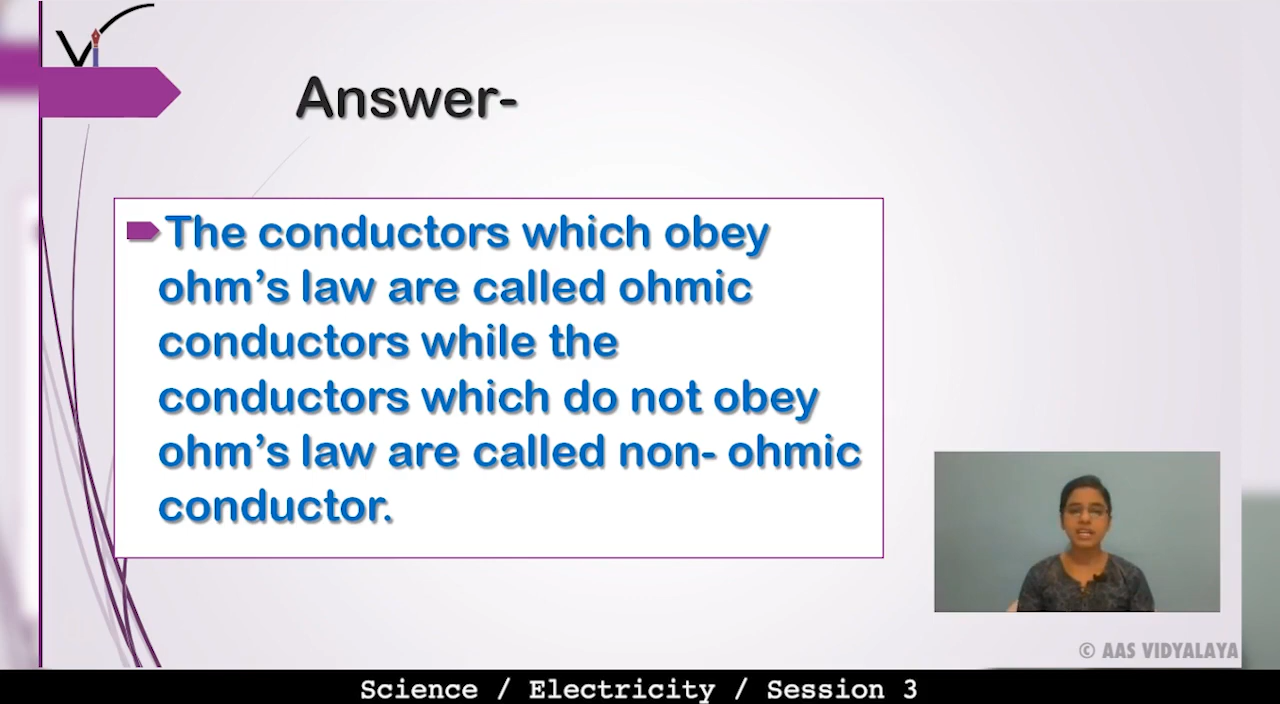 Vi
Answer-
The conductors which obey
ohm’s law are called ohmic
conductors while the
conductors which do not obey
ohm’s law are called non- ohmic
conductor.
© AAS VIDYALAYA
Science / Electricity / Session 3